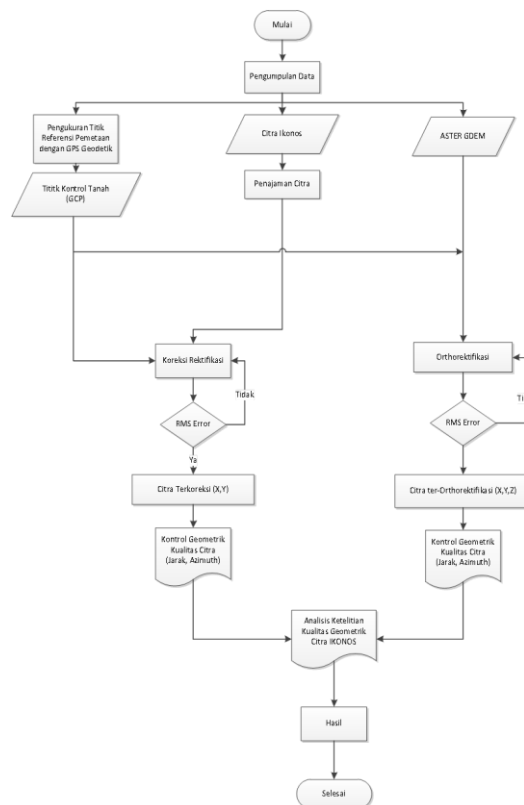 Mulai
Pengumpulan Data
Pengukuran Titik
Referensi Pemetaan
dengan GPS Geodetik
Citra Ikonos
ASTER GDEM
Tititk Kontrol Tanah
(GCP)
Penajaman Citra
Koreksi Rektifikasi
Orthorektifikasi
Tidak
RMS Error
RMS Error
Ya
Citra Terkoreksi (X,Y)
Citra ter-Orthorektifikasi (X,Y,Z)
Kontrol Geometrik
Kualitas Citra
(Jarak, Azimuth)
Kontrol Geometrik
Kualitas Citra
(Jarak, Azimuth)
Analisis Ketelitian
Kualitas Geometrik
Citra IKONOS
Hasil
Selesai